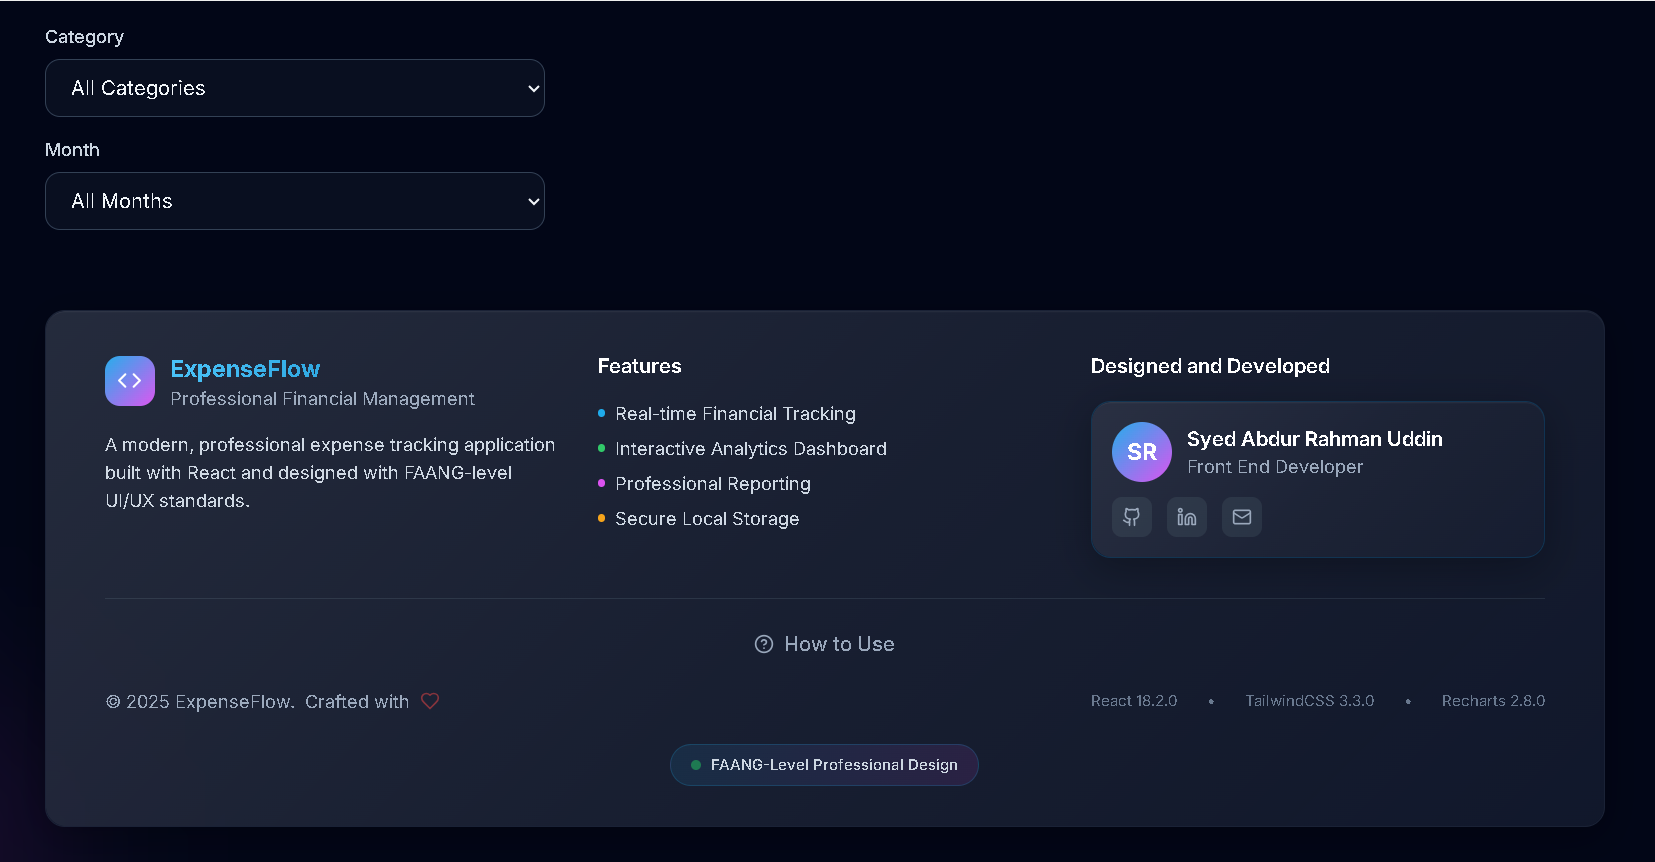 Category
All Categories
Month
All Months
ExpenseFlow
Professional Financial Management
A modern, professional expense tracking application
built with React and designed with FAANG-level
UI/UX standards.
Features
Real-time Financial Tracking
Interactive Analytics Dashboard
Professional Reporting
Secure Local Storage
Designed and Developed
SR
Syed Abdur Rahman Uddin
Front End Developer
How to Use
© 2025 ExpenseFlow. Crafted with
React 18.2.0 • TailwindCSS 3.3.0 • Recharts 2.8.0
FAANG-Level Professional Design